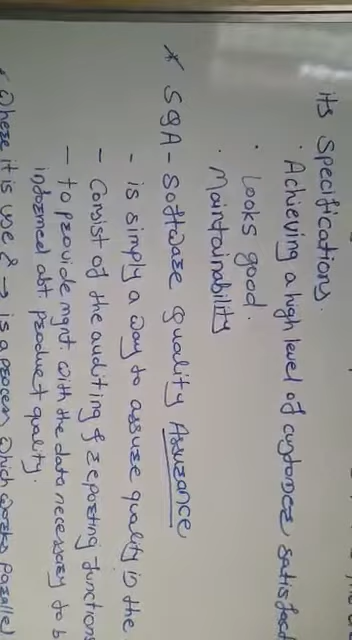 its specifications.
· Achieving a high level of customer satisfact
· Looks good.
· Maintainability
* SQA - Software Quality Assurance
- is simply a way to assure quality in the
- Consist of the auditing & reporting functions
- to provide mgnt. with the data necessary to b
informed abt. product quality.
* Where it is use & → is a process which works parallel